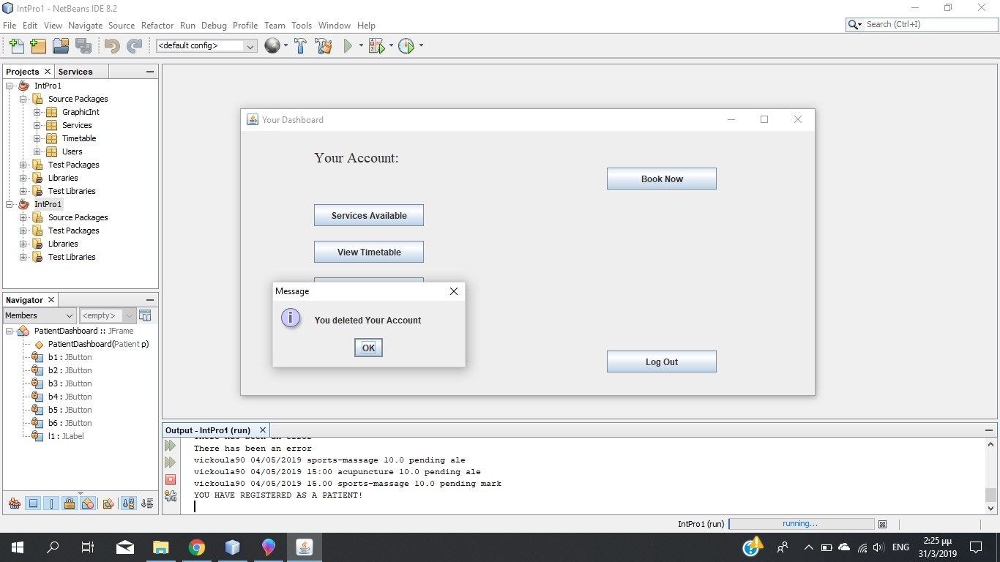 IntPro1 - NetBeans IDE 8.2
File Edit View Navigate Source Refactor Run Debug Profile Team Tools Window Help
Search (Ctrl+I)
<default config>
Projects
Services
IntPro1
Source Packages
GraphicInt
Services
Timetable
Users
Test Packages
Libraries
Test Libraries
IntPro1
Source Packages
Test Packages
Libraries
Test Libraries
Navigator
Members
<empty>
PatientDashboard :: JFrame
PatientDashboard(Patient p)
b1 : JButton
b2 : JButton
b3 : JButton
b4 : JButton
b5 : JButton
b6 : JButton
l1 : JLabel
Your Dashboard
Your Account:
Book Now
Services Available
View Timetable
Message
You deleted Your Account
OK
Log Out
Output - IntPro1 (run)
There has been an error
There has been an error
vickoula90 04/05/2019 sports-massage 10.0 pending ale
vickoula90 04/05/2019 15:00 acupuncture 10.0 pending ale
vickoula90 04/05/2019 15.00 sports-massage 10.0 pending mark
YOU HAVE REGISTERED AS A PATIENT!
IntPro1 (run)
running...
ENG
2:25 μμ
31/3/2019